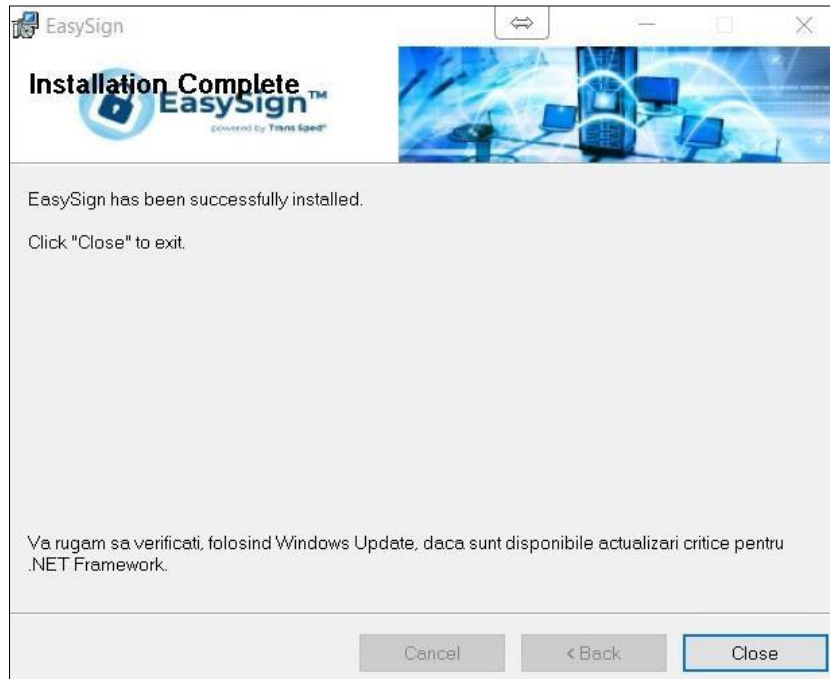 EasySign
Installation Complete
EasySign™
powered by Trans Sped®
EasySign has been successfully installed.
Click "Close" to exit.
Va rugam sa verificati, folosind Windows Update, daca sunt disponibile actualizari critice pentru
.NET Framework.
Cancel
< Back
Close